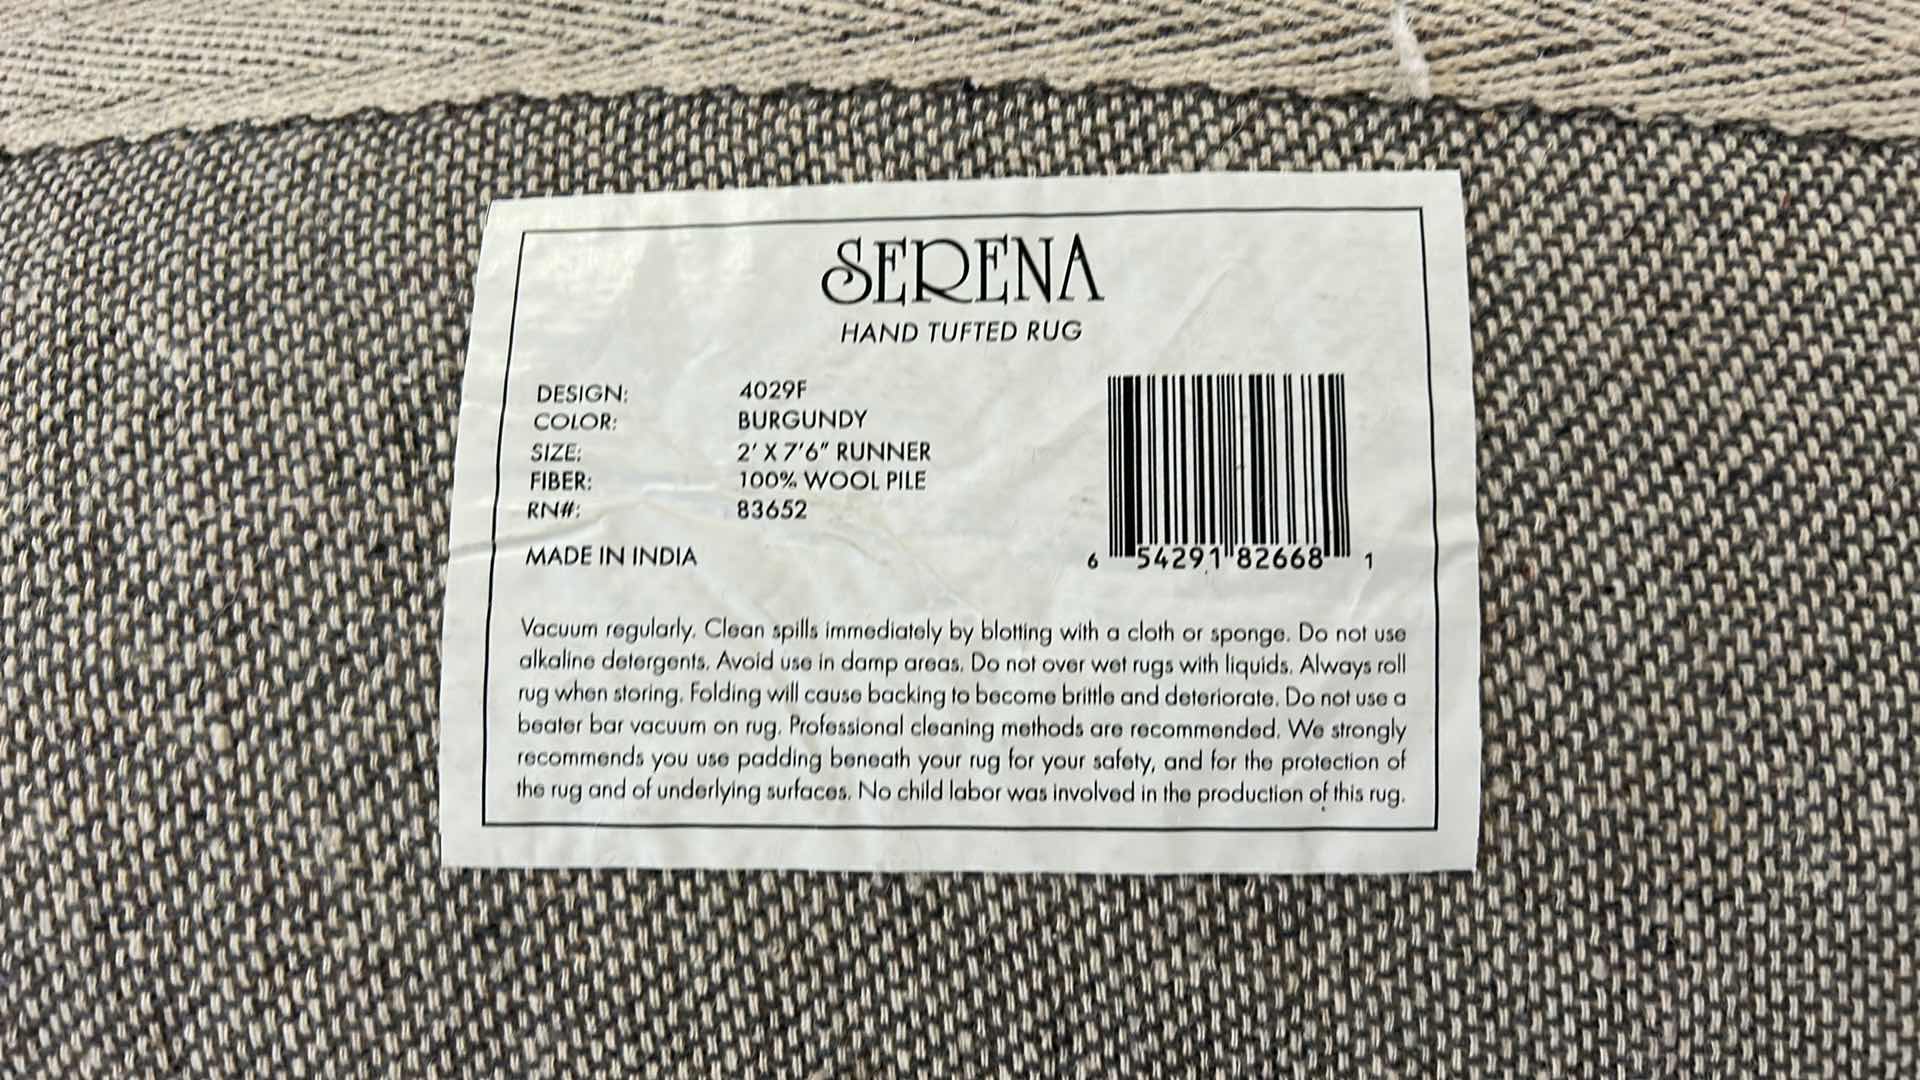 SERENA
HAND TUFTED RUG
DESIGN: 4029F
COLOR: BURGUNDY
SIZE: 2' X 7'6" RUNNER
FIBER: 100% WOOL PILE
RN#: 83652
MADE IN INDIA
6 54291 82668 1
Vacuum regularly. Clean spills immediately by blotting with a cloth or sponge. Do not use
alkaline detergents. Avoid use in damp areas. Do not over wet rugs with liquids. Always roll
rug when storing. Folding will cause backing to become brittle and deteriorate. Do not use a
beater bar vacuum on rug. Professional cleaning methods are recommended. We strongly
recommends you use padding beneath your rug for your safety, and for the protection of
the rug and of underlying surfaces. No child labor was involved in the production of this rug.